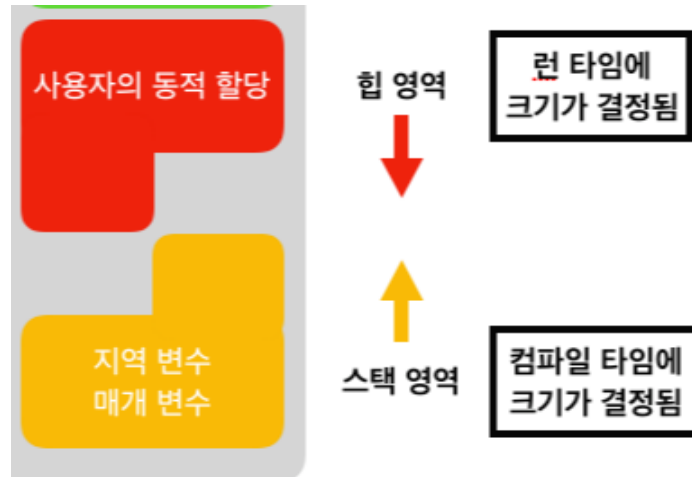 사용자의 동적 할당
힙 영역
런 타임에
크기가 결정됨
지역 변수
매개 변수
스택 영역
컴파일 타임에
크기가 결정됨